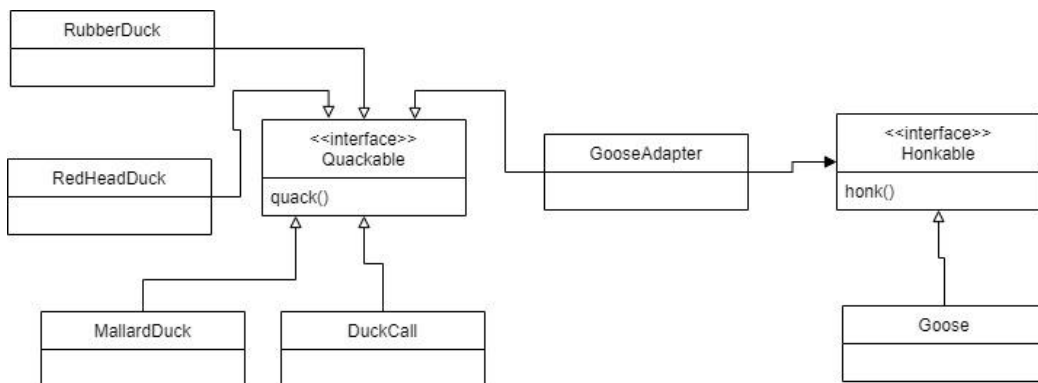 RubberDuck
<<interface>>
Quackable
quack()
GooseAdapter
<<interface>>
Honkable
honk()
RedHeadDuck
MallardDuck
DuckCall
Goose